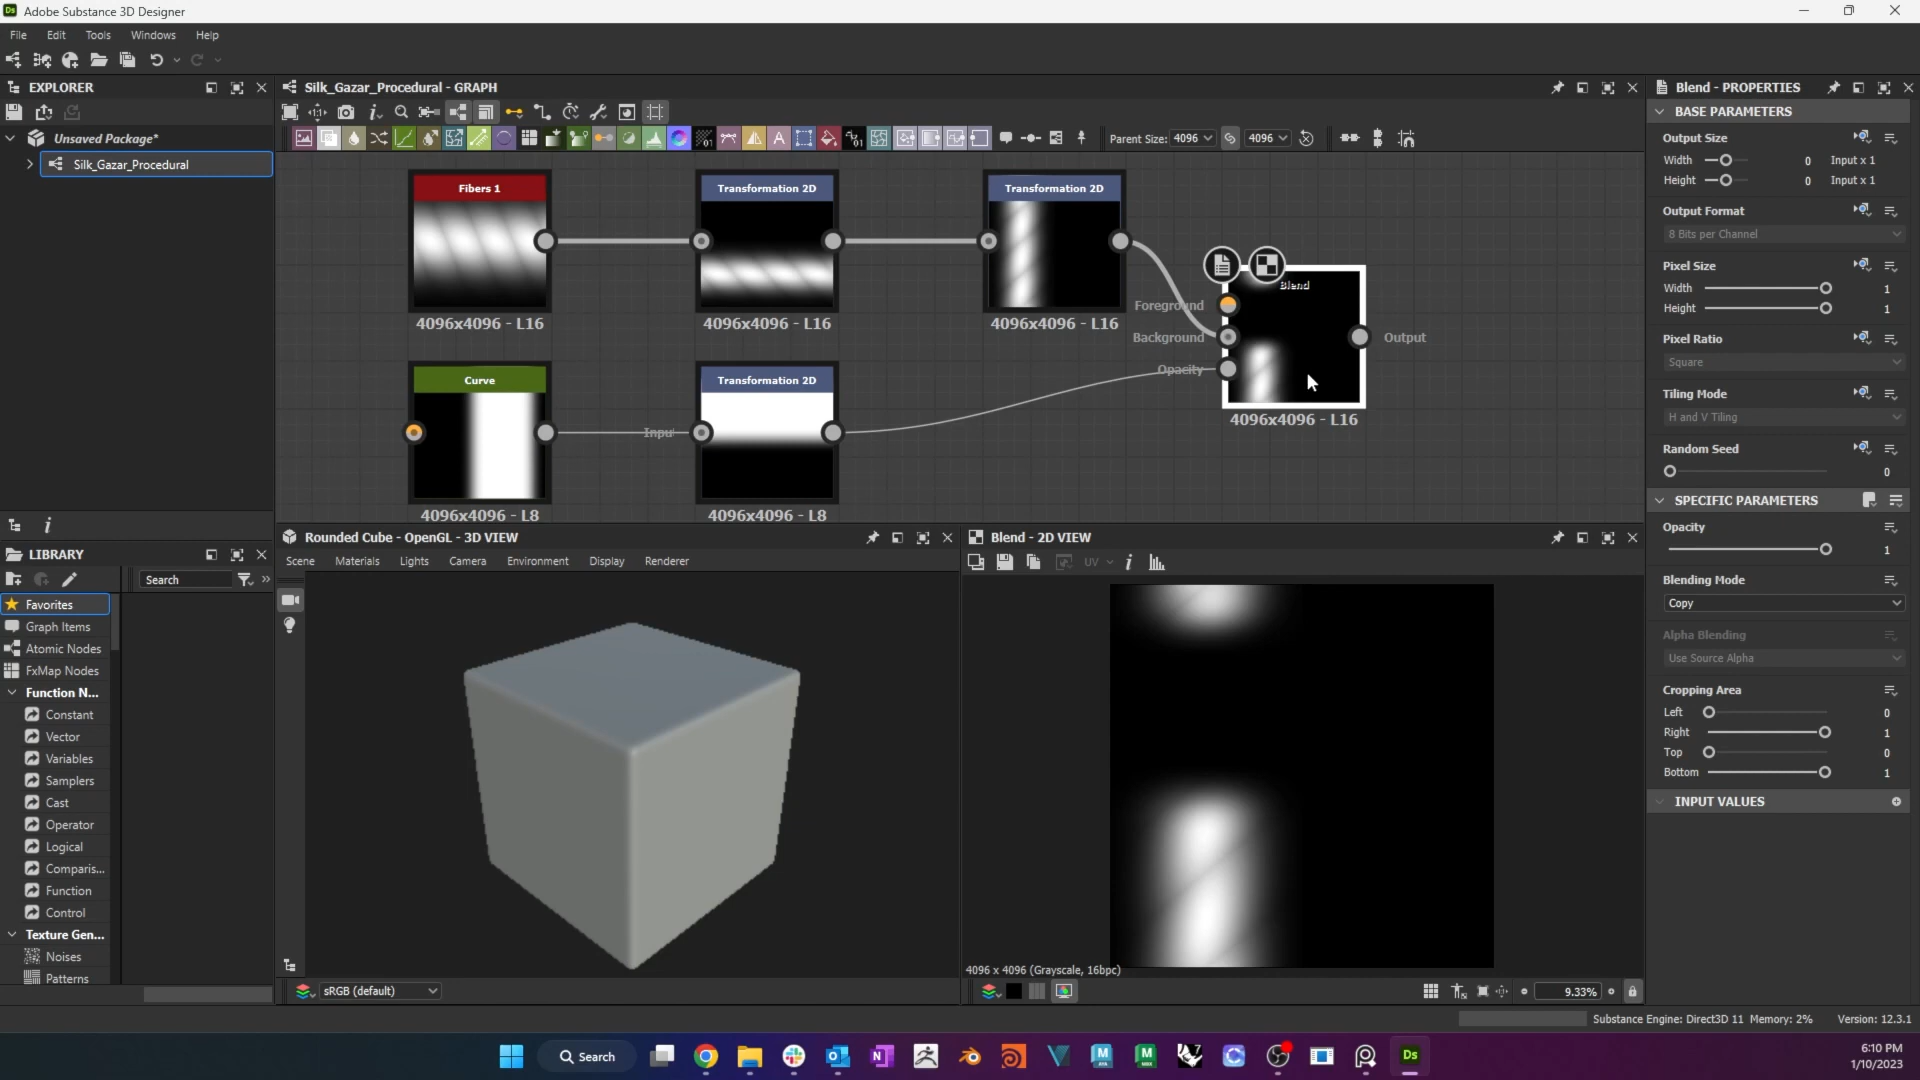 Adobe Substance 3D Designer
File Edit Tools Windows Help
EXPLORER
Unsaved Package*
Silk_Gazar_Procedural
LIBRARY
Search
Favorites
Graph Items
Atomic Nodes
FxMap Nodes
Function N...
Constant
Vector
Variables
Samplers
Cast
Operator
Logical
Comparis...
Function
Control
Texture Gen...
Noises
Patterns
Silk_Gazar_Procedural - GRAPH
Parent Size: 4096 4096
Fibers 1
4096x4096 - L16
Transformation 2D
4096x4096 - L16
Transformation 2D
4096x4096 - L16
Foreground
Background
Opacity
Blend
Output
4096x4096 - L16
Curve
4096x4096 - L8
Input
Transformation 2D
4096x4096 - L8
Rounded Cube - OpenGL - 3D VIEW
Scene Materials Lights Camera Environment Display Renderer
sRGB (default)
Blend - 2D VIEW
UV
4096 x 4096 (Grayscale, 16bpc)
9.33%
Blend - PROPERTIES
BASE PARAMETERS
Output Size
Width 0 Input x 1
Height 0 Input x 1
Output Format
8 Bits per Channel
Pixel Size
Width 1
Height 1
Pixel Ratio
Square
Tiling Mode
H and V Tiling
Random Seed
0
SPECIFIC PARAMETERS
Opacity
1
Blending Mode
Copy
Alpha Blending
Use Source Alpha
Cropping Area
Left 0
Right 1
Top 0
Bottom 1
INPUT VALUES
Substance Engine: Direct3D 11 Memory: 2% Version: 12.3.1
Search
Ds
6:10 PM
1/10/2023